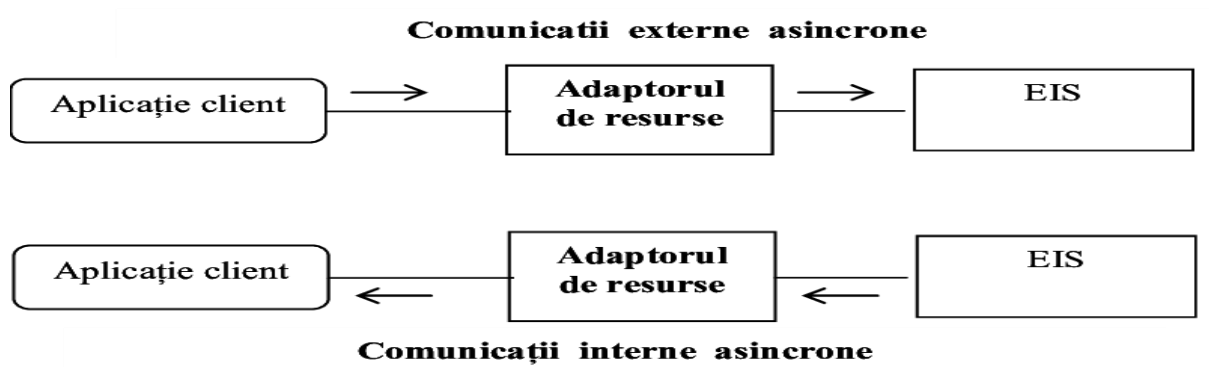 Comunicatii externe asincrone
Aplicație client
Adaptorul
de resurse
EIS
Aplicație client
Adaptorul
de resurse
EIS
Comunicații interne asincrone